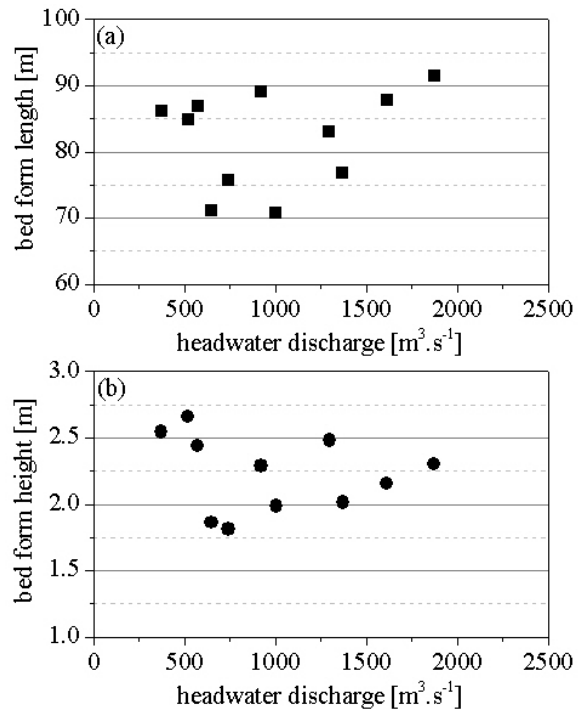 100
(a)
90
80
70
60
bed form length [m]
0 500 1000 1500 2000 2500
headwater discharge [m³.s⁻¹]
3.0
(b)
2.5
2.0
1.5
1.0
bed form height [m]
0 500 1000 1500 2000 2500
headwater discharge [m³.s⁻¹]